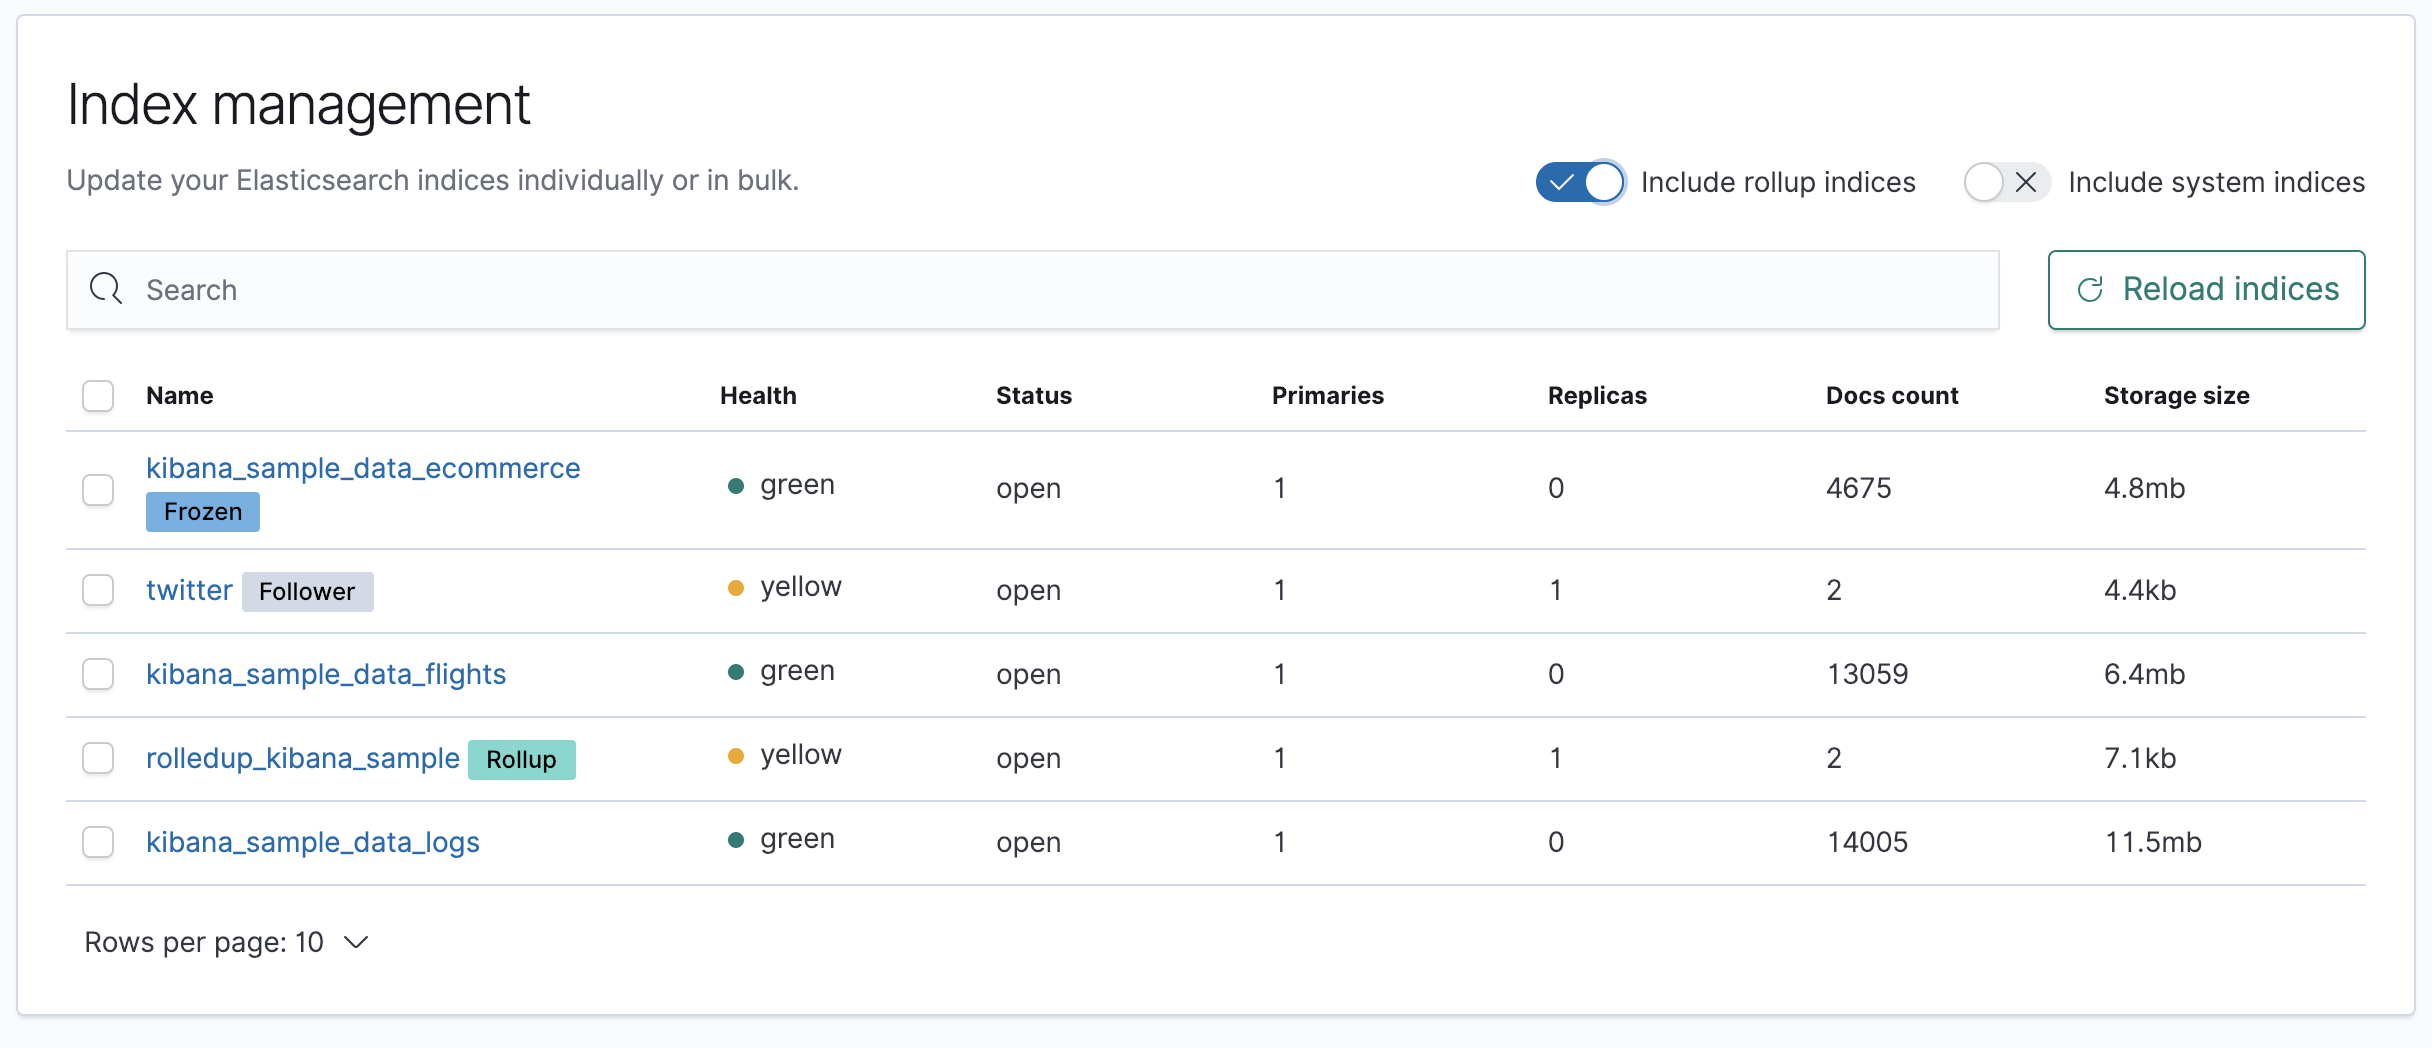 Index management
Update your Elasticsearch indices individually or in bulk.
Include rollup indices
Include system indices
Search
Reload indices
Name Health Status Primaries Replicas Docs count Storage size
kibana_sample_data_ecommerce
Frozen
green open 1 0 4675 4.8mb
twitter Follower yellow open 1 1 2 4.4kb
kibana_sample_data_flights green open 1 0 13059 6.4mb
rolledup_kibana_sample Rollup yellow open 1 1 2 7.1kb
kibana_sample_data_logs green open 1 0 14005 11.5mb
Rows per page: 10